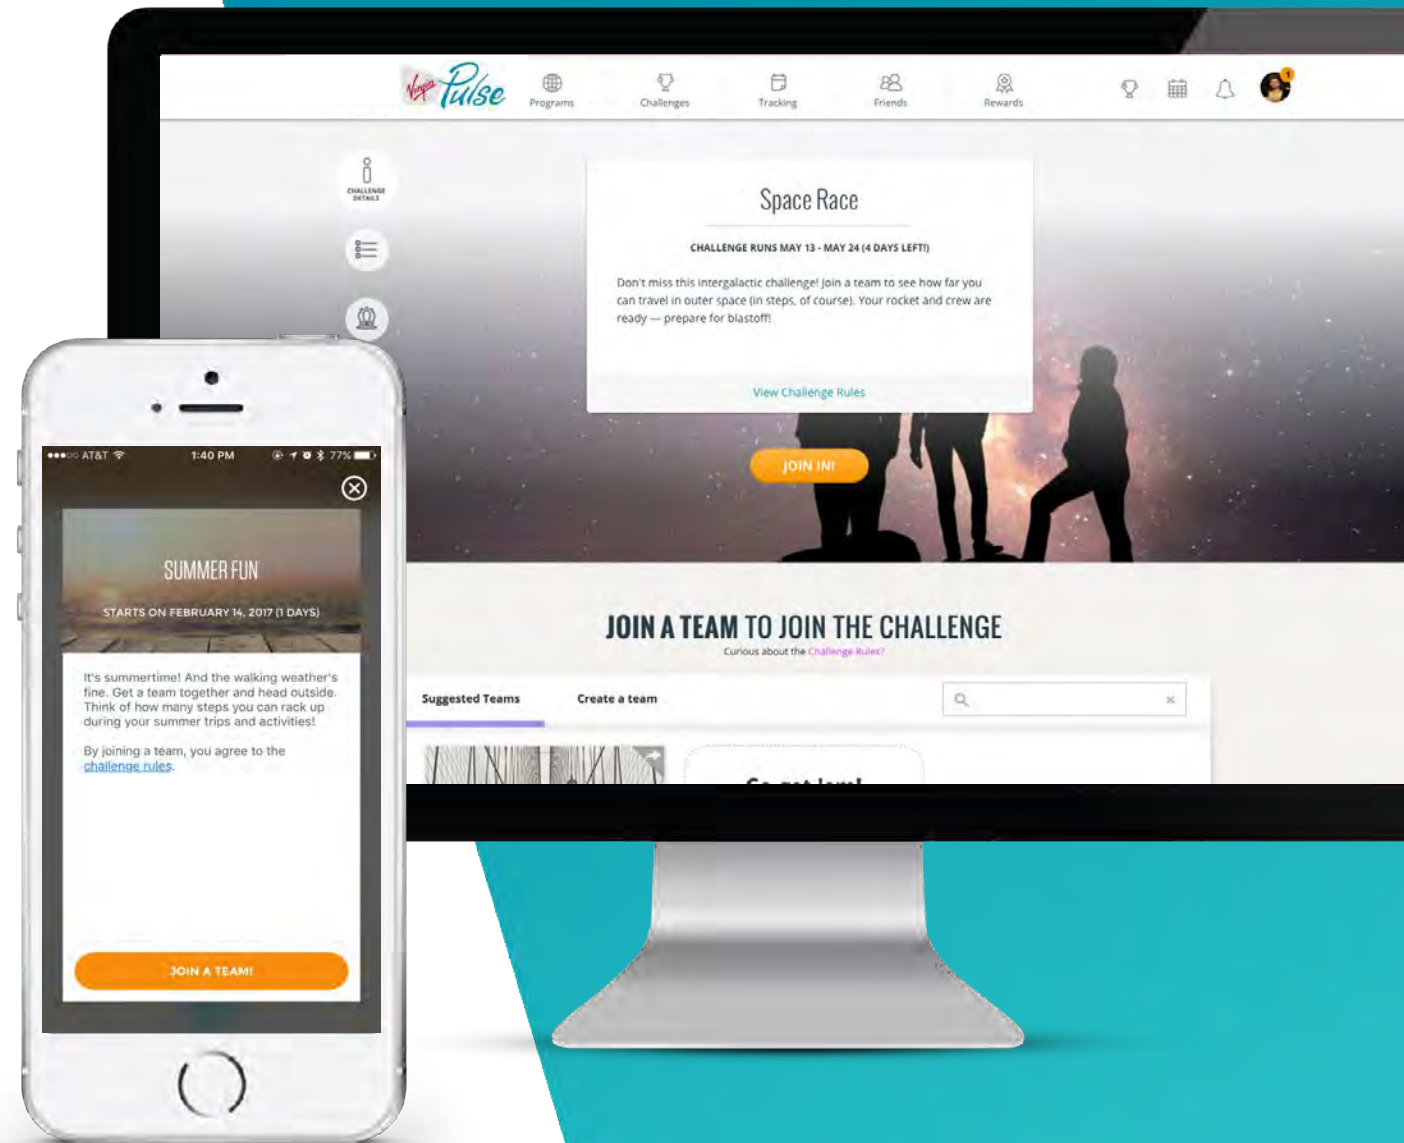 Virgin Pulse
Programs
Challenges
Tracking
Friends
Rewards
1
CHALLENGE
DETAILS
Space Race
CHALLENGE RUNS MAY 13 - MAY 24 (4 DAYS LEFT!)
Don't miss this intergalactic challenge! Join a team to see how far you
can travel in outer space (in steps, of course). Your rocket and crew are
ready — prepare for blastoff!
View Challenge Rules
JOIN IN!
JOIN A TEAM TO JOIN THE CHALLENGE
Curious about the Challenge Rules?
Suggested Teams
Create a team
AT&T
1:40 PM
77%
SUMMER FUN
STARTS ON FEBRUARY 14, 2017 (1 DAYS)
It's summertime! And the walking weather's
fine. Get a team together and head outside.
Think of how many steps you can rack up
during your summer trips and activities!
By joining a team, you agree to the
challenge rules.
JOIN A TEAM!